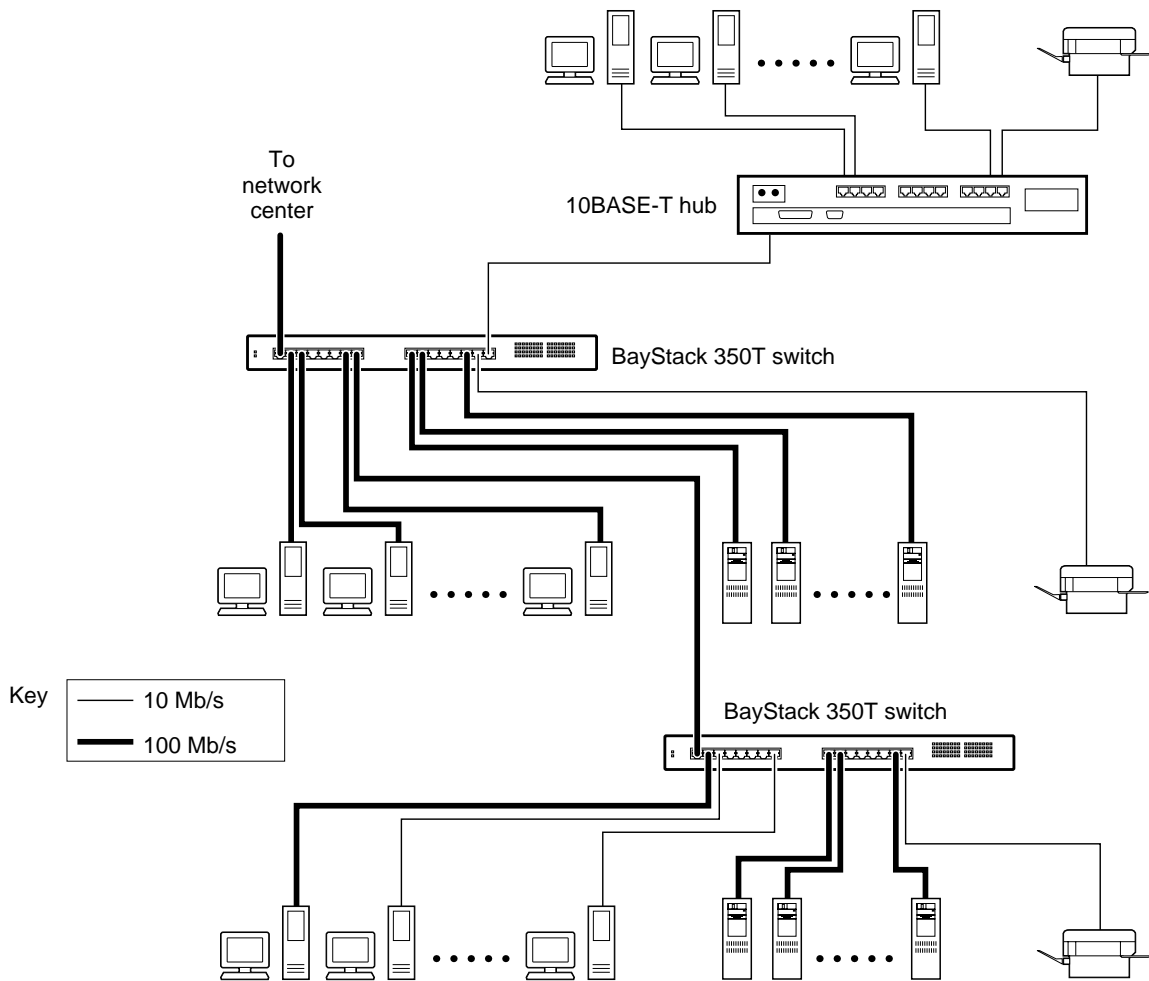 To
network
center
10BASE-T hub
BayStack 350T switch
Key
10 Mb/s
100 Mb/s
BayStack 350T switch